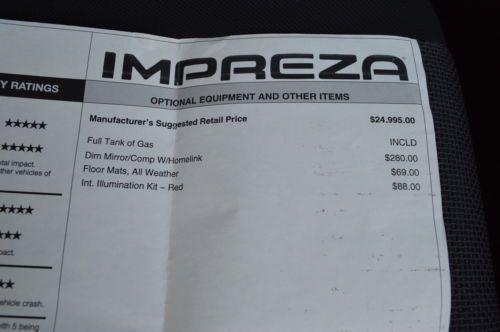 IMPREZA
Y RATINGS
OPTIONAL EQUIPMENT AND OTHER ITEMS
Manufacturer's Suggested Retail Price $24,995.00
Full Tank of Gas INCLD
Dim Mirror/Comp W/Homelink $280.00
Floor Mats, All Weather $69.00
Int. Illumination Kit – Red $88.00
★★★★★
★★★★★
tal impact.
ther vehicles of
★★★★
★★★★
pact.
★★
ehicle crash.
ith 5 being